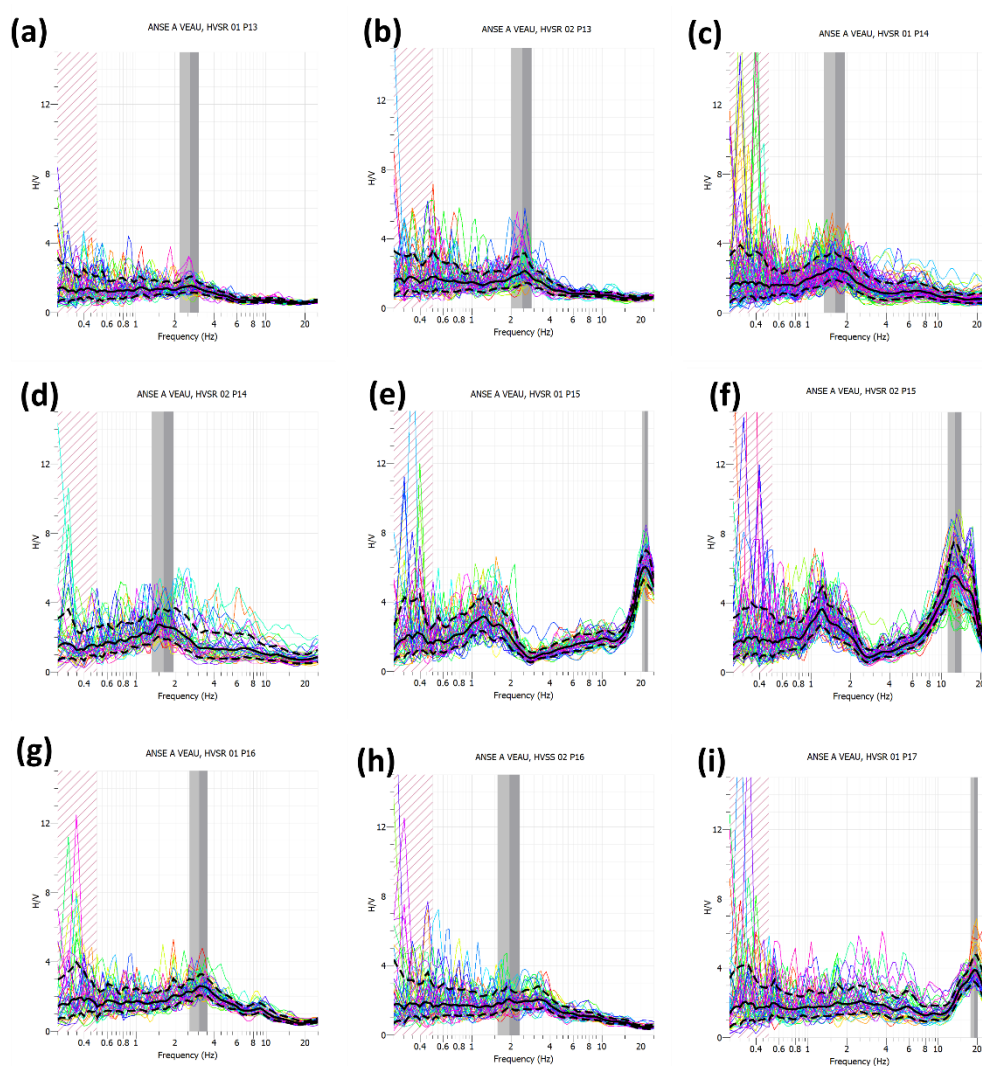 (a)
ANSE A VEAU, HVSR 01 P13
12
8
4
0
H/V
0.4 0.6 0.8 1 2 4 6 8 10 20
Frequency (Hz)
(b)
ANSE A VEAU, HVSR 02 P13
12
8
4
0
H/V
0.4 0.6 0.8 1 2 4 6 8 10 20
Frequency (Hz)
(c)
ANSE A VEAU, HVSR 01 P14
12
8
4
0
H/V
0.4 0.6 0.8 1 2 4 6 8 10 20
Frequency (Hz)
(d)
ANSE A VEAU, HVSR 02 P14
12
8
4
0
H/V
0.4 0.6 0.8 1 2 4 6 8 10 20
Frequency (Hz)
(e)
ANSE A VEAU, HVSR 01 P15
12
8
4
0
H/V
0.4 0.6 0.8 1 2 4 6 8 10 20
Frequency (Hz)
(f)
ANSE A VEAU, HVSR 02 P15
12
8
4
0
H/V
0.4 0.6 0.8 1 2 4 6 8 10 20
Frequency (Hz)
(g)
ANSE A VEAU, HVSR 01 P16
12
8
4
0
H/V
0.4 0.6 0.8 1 2 4 6 8 10 20
Frequency (Hz)
(h)
ANSE A VEAU, HVSS 02 P16
12
8
4
0
H/V
0.4 0.6 0.8 1 2 4 6 8 10 20
Frequency (Hz)
(i)
ANSE A VEAU, HVSR 01 P17
12
8
4
0
H/V
0.4 0.6 0.8 1 2 4 6 8 10 20
Frequency (Hz)